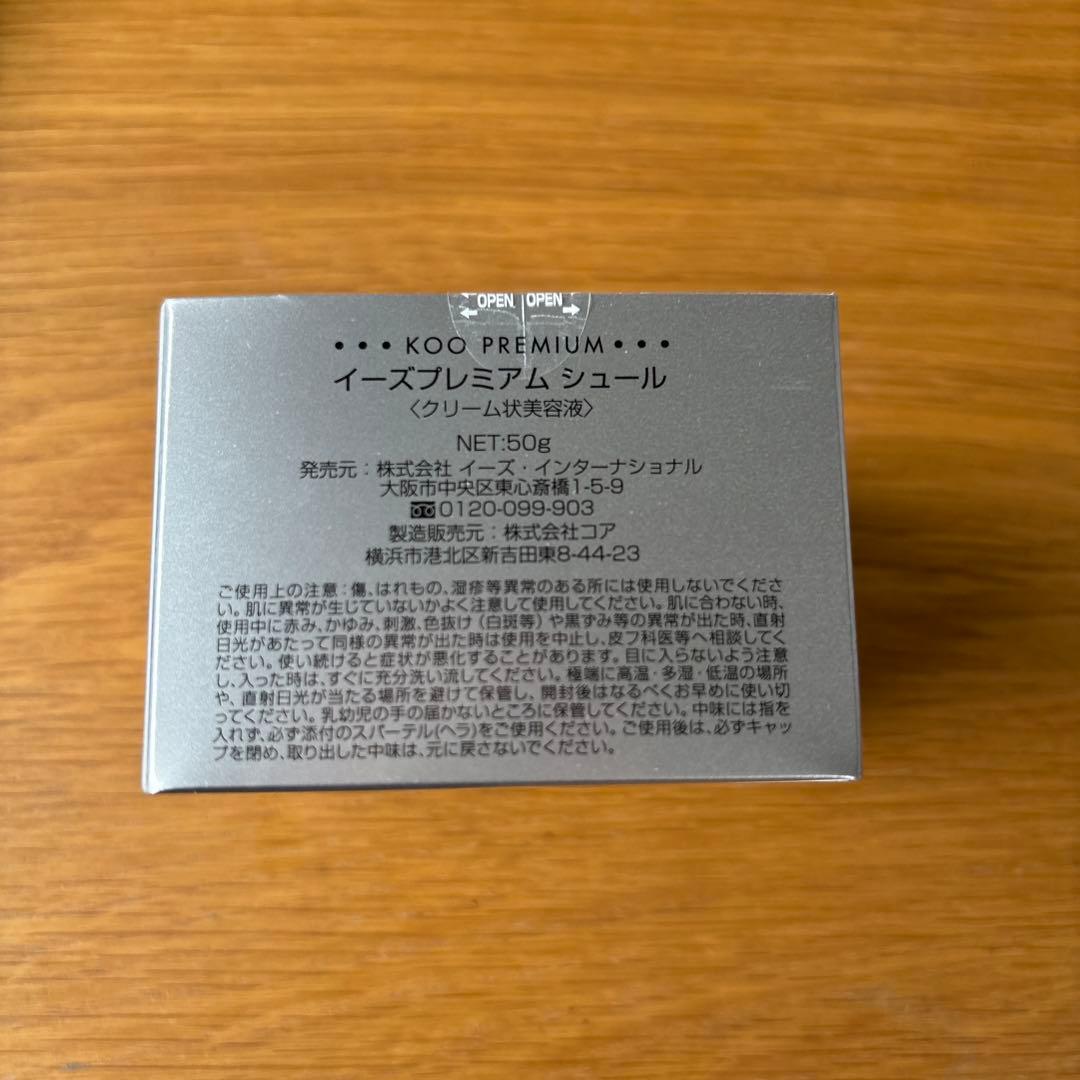 OPEN OPEN
••• KOO PREMIUM •••
イーズプレミアム シュール
〈クリーム状美容液〉
NET:50g
発売元：株式会社 イーズ・インターナショナル
大阪市中央区東心斎橋1-5-9
0120-099-903
製造販売元：株式会社コア
横浜市港北区新吉田東8-44-23
ご使用上の注意：傷、はれもの、湿疹等異常のある所には使用しないでくださ
い。肌に異常が生じていないかよく注意して使用してください。肌に合わない時、
使用中に赤み、かゆみ、刺激、色抜け（白斑等）や黒ずみ等の異常が出た時、直射
日光があたって同様の異常が出た時は使用を中止し、皮フ科医等へ相談してく
ださい。使い続けると症状が悪化することがあります。目に入らないよう注意
し、入った時は、すぐに充分洗い流してください。極端に高温・多湿・低温の場所
や、直射日光が当たる場所を避けて保管し、開封後はなるべくお早めに使い切
ってください。乳幼児の手の届かないところに保管してください。中味には指を
入れず、必ず添付のスパーテル(ヘラ)をご使用ください。ご使用後は、必ずキャッ
プを閉め、取り出した中味は、元に戻さないでください。